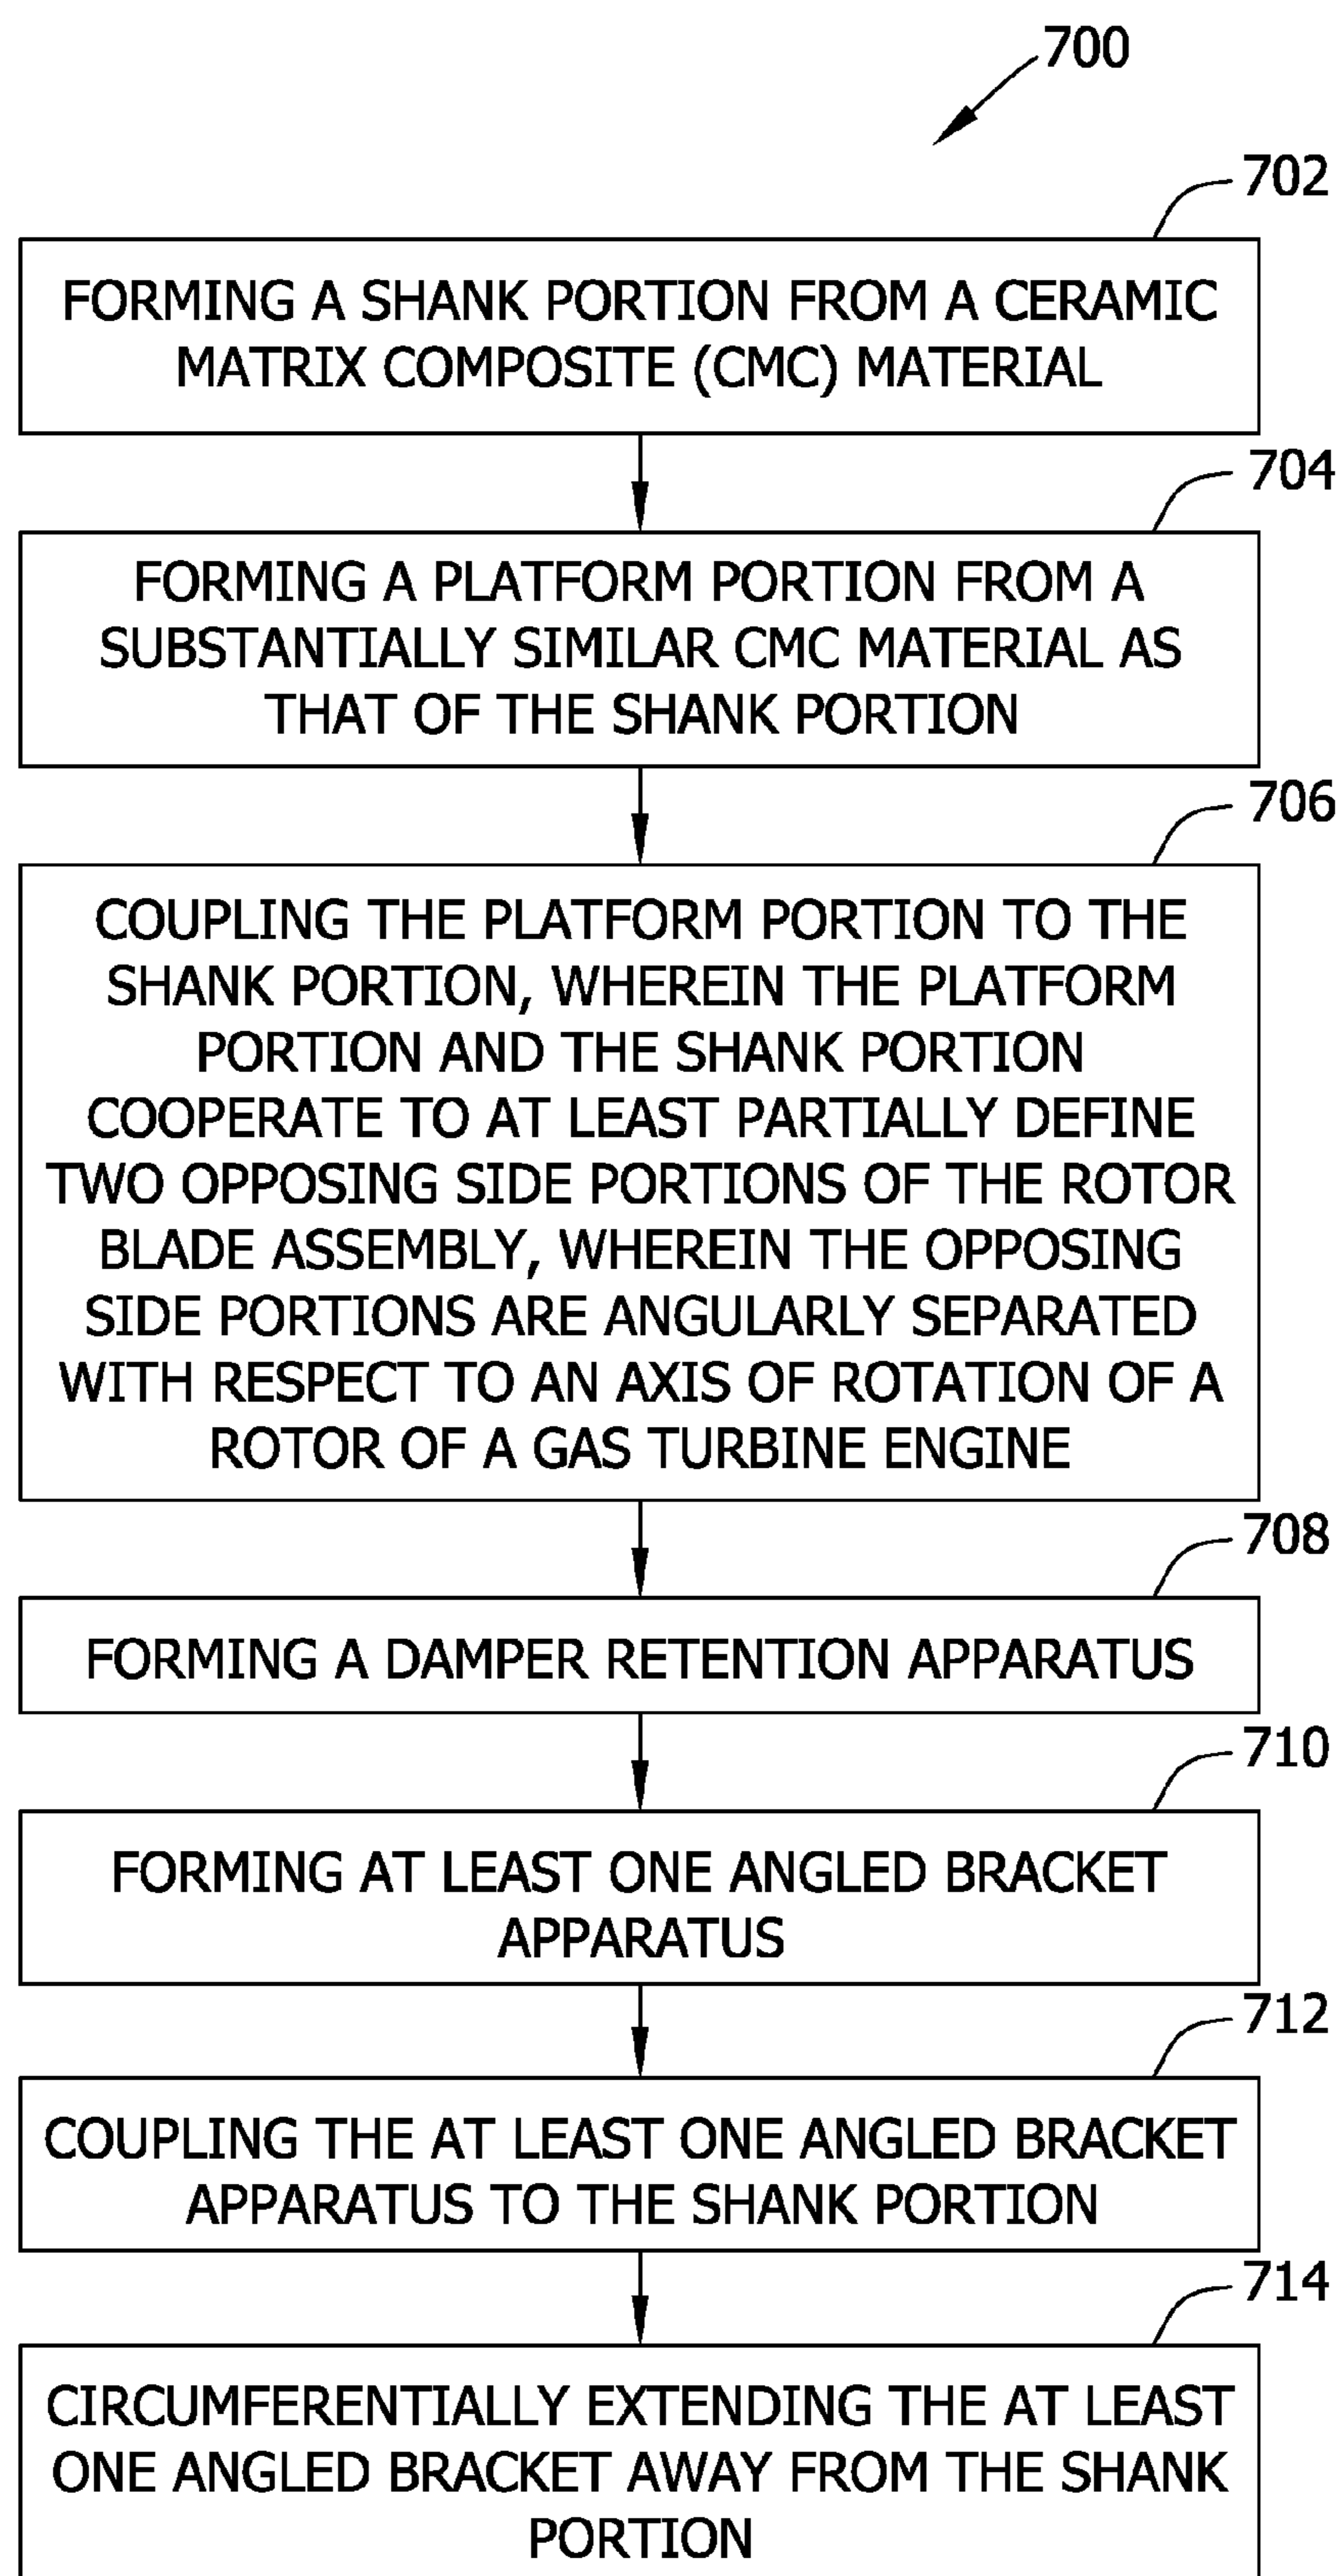 700
702
FORMING A SHANK PORTION FROM A CERAMIC
MATRIX COMPOSITE (CMC) MATERIAL
704
FORMING A PLATFORM PORTION FROM A
SUBSTANTIALLY SIMILAR CMC MATERIAL AS
THAT OF THE SHANK PORTION
706
COUPLING THE PLATFORM PORTION TO THE
SHANK PORTION, WHEREIN THE PLATFORM
PORTION AND THE SHANK PORTION
COOPERATE TO AT LEAST PARTIALLY DEFINE
TWO OPPOSING SIDE PORTIONS OF THE ROTOR
BLADE ASSEMBLY, WHEREIN THE OPPOSING
SIDE PORTIONS ARE ANGULARLY SEPARATED
WITH RESPECT TO AN AXIS OF ROTATION OF A
ROTOR OF A GAS TURBINE ENGINE
708
FORMING A DAMPER RETENTION APPARATUS
710
FORMING AT LEAST ONE ANGLED BRACKET
APPARATUS
712
COUPLING THE AT LEAST ONE ANGLED BRACKET
APPARATUS TO THE SHANK PORTION
714
CIRCUMFERENTIALLY EXTENDING THE AT LEAST
ONE ANGLED BRACKET AWAY FROM THE SHANK
PORTION